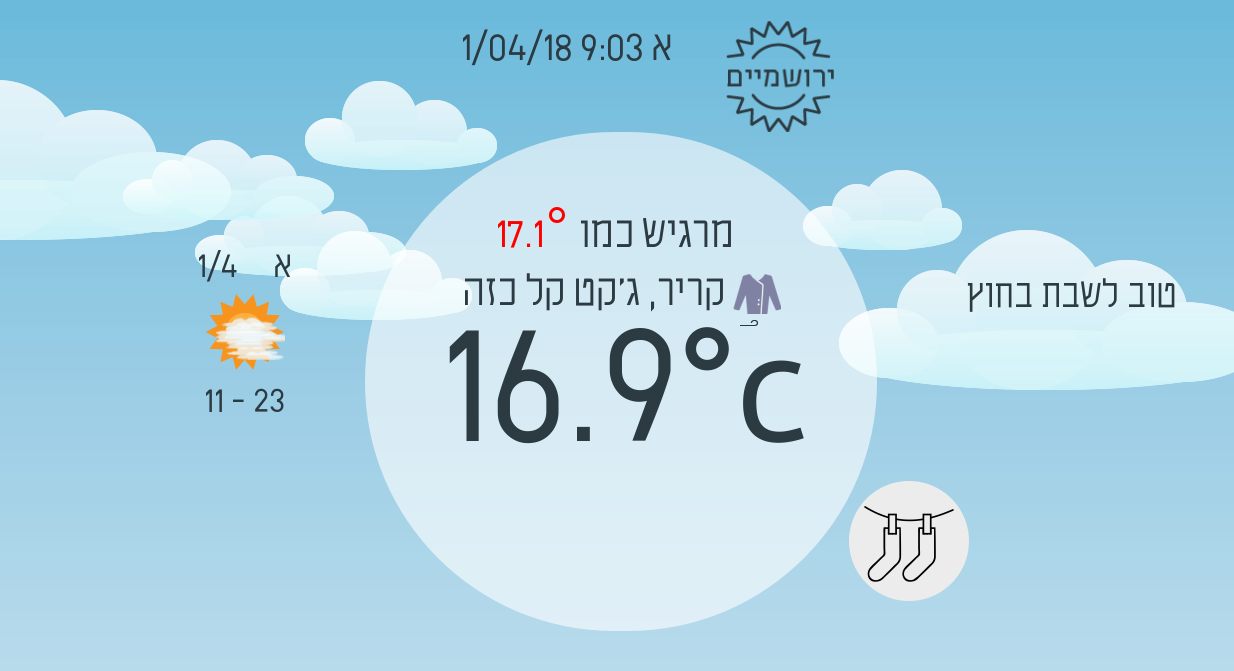 א 9:03 1/04/18
ירושמיים
מרגיש כמו 17.1°
קריר, ג'קט קל כזה
16.9°c
א 1/4
11 - 23
טוב לשבת בחוץ